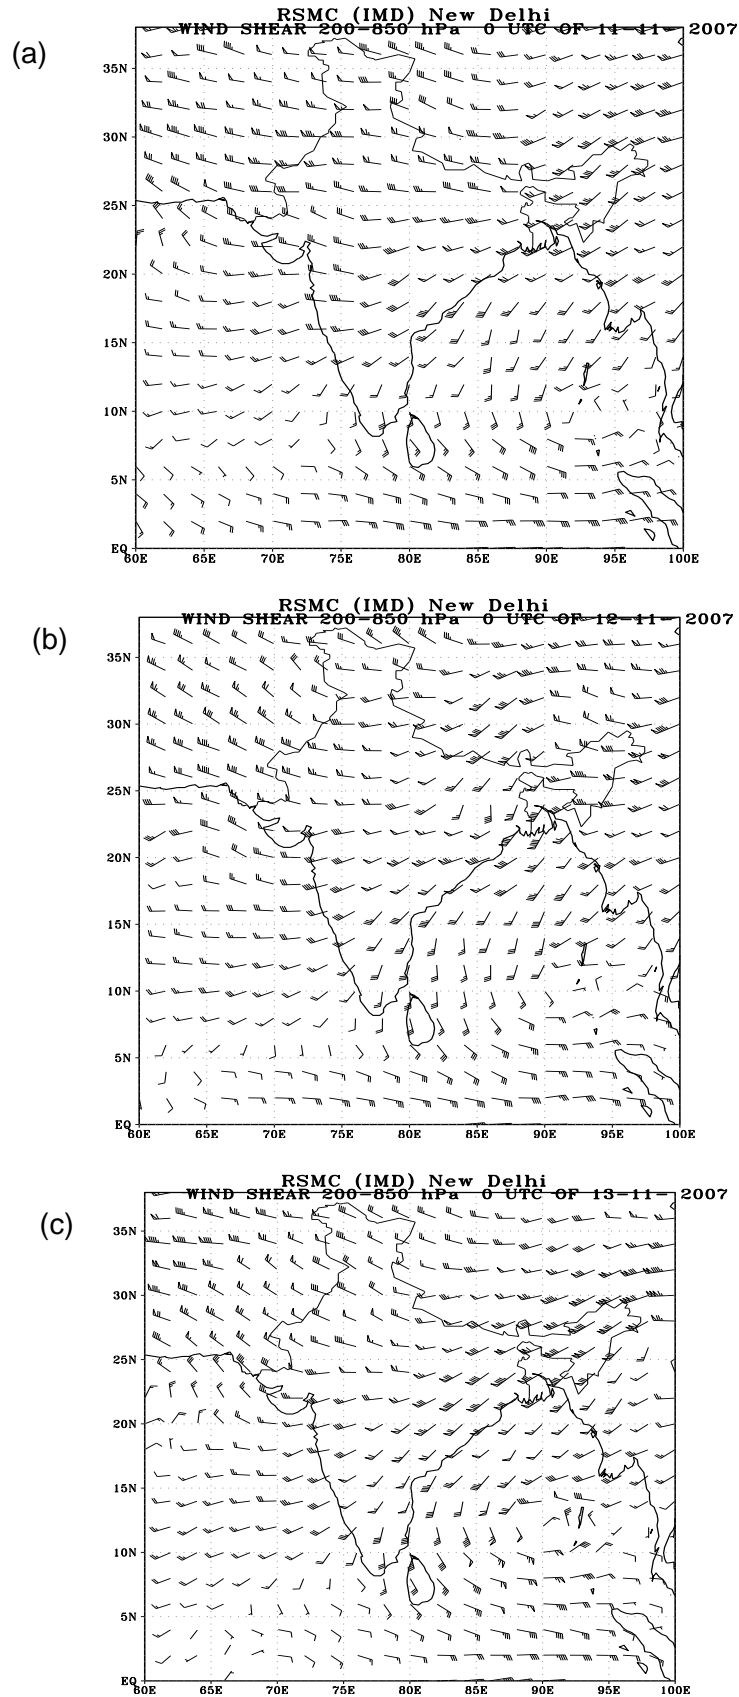 (a)
RSMC (IMD) New Delhi
WIND SHEAR 200-850 hPa 0 UTC OF 11-11- 2007
35N
30N
25N
20N
15N
10N
5N
EQ
60E 65E 70E 75E 80E 85E 90E 95E 100E
(b)
RSMC (IMD) New Delhi
WIND SHEAR 200-850 hPa 0 UTC OF 12-11- 2007
35N
30N
25N
20N
15N
10N
5N
EQ
60E 65E 70E 75E 80E 85E 90E 95E 100E
(c)
RSMC (IMD) New Delhi
WIND SHEAR 200-850 hPa 0 UTC OF 13-11- 2007
35N
30N
25N
20N
15N
10N
5N
EQ
60E 65E 70E 75E 80E 85E 90E 95E 100E